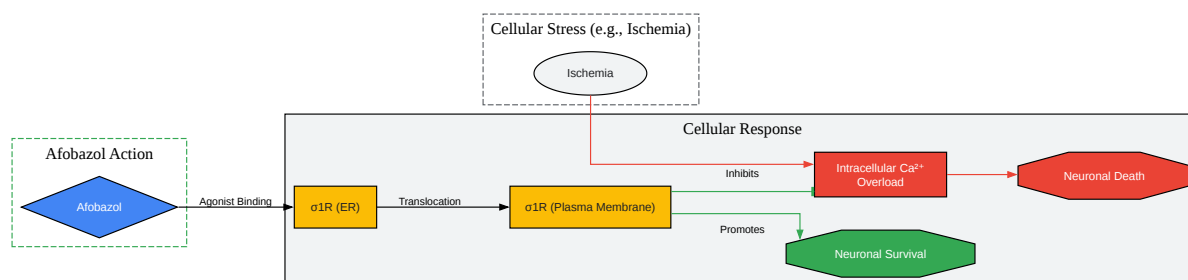 Cellular Stress (e.g., Ischemia)
Ischemia
Cellular Response
Afobazol Action
Afobazol
Agonist Binding
σ1R (ER)
Translocation
σ1R (Plasma Membrane)
Inhibits
Promotes
Intracellular Ca²⁺
Overload
Neuronal Death
Neuronal Survival